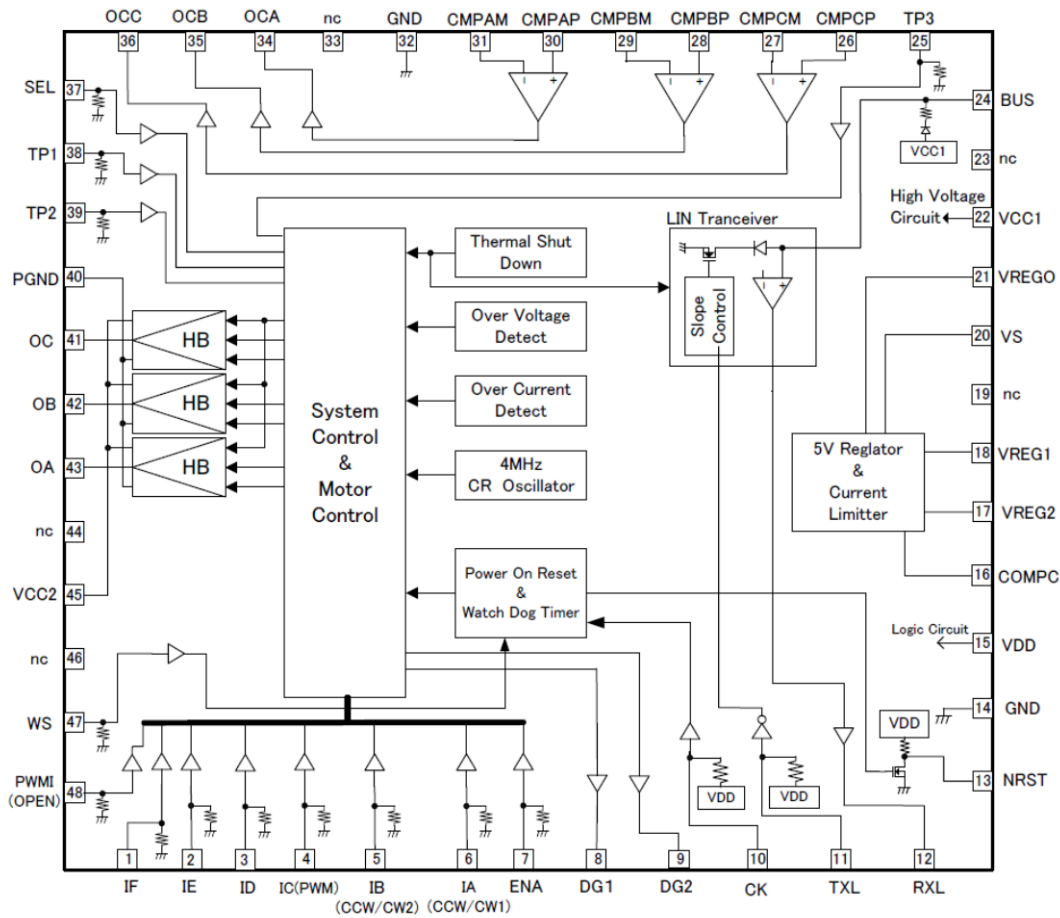 OCC OCB OCA nc GND CMPAM CMPAP CMPBM CMPBP CMPCM CMPCP TP3
36 35 34 33 32 31 30 29 28 27 26 25
- + - + - +
SEL 37
24 BUS
VCC1
TP1 38
23 nc
TP2 39
High Voltage
Circuit
22 VCC1
LIN Tranceiver
Thermal Shut
Down
Slope
Control
- +
PGND 40
21 VREGO
OC 41
HB
Over Voltage
Detect
20 VS
OB 42
HB
Over Current
Detect
19 nc
System
Control
&
Motor
Control
OA 43
HB
4MHz
CR Oscillator
5V Reglator
&
Current
Limitter
18 VREG1
nc 44
17 VREG2
VCC2 45
Power On Reset
&
Watch Dog Timer
16 COMPC
nc 46
Logic Circuit
15 VDD
WS 47
14 GND
VDD
PWMI
(OPEN)
48
VDD
VDD
13 NRST
1 2 3 4 5 6 7 8 9 10 11 12
IF IE ID IC(PWM) IB IA ENA DG1 DG2 CK TXL RXL
(CCW/CW2) (CCW/CW1)